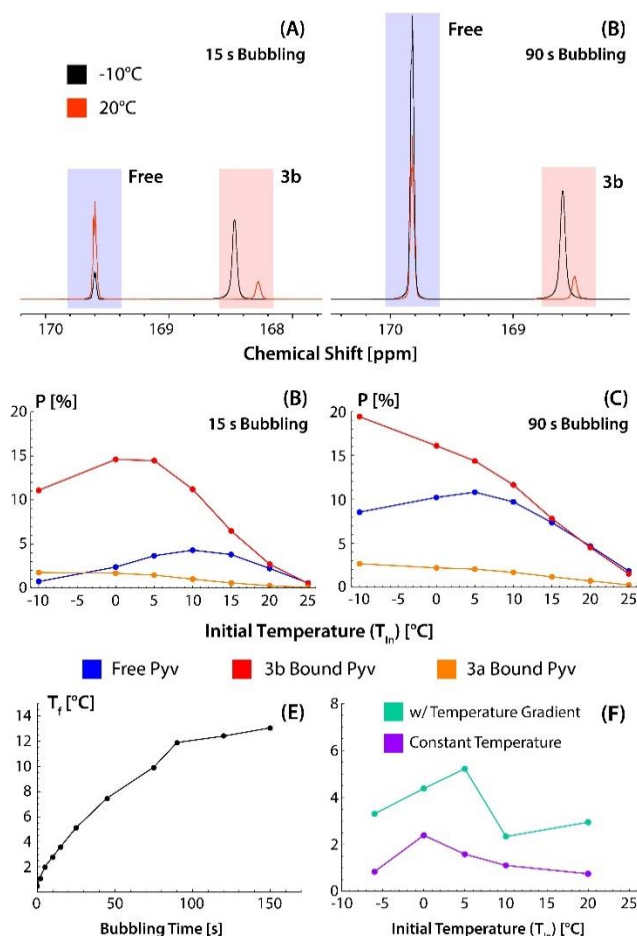 (A)
15 s Bubbling
-10°C
20°C
Free
3b
170
169
168
(B)
90 s Bubbling
Free
3b
170
169
Chemical Shift [ppm]
P [%]
(B)
15 s Bubbling
20
15
10
5
0
-10 -5 0 5 10 15 20 25
P [%]
(C)
90 s Bubbling
20
15
10
5
0
-10 -5 0 5 10 15 20 25
Initial Temperature (T_In) [°C]
Free Pyv
3b Bound Pyv
3a Bound Pyv
T_f [°C]
(E)
14
12
10
8
6
4
2
0 50 100 150
Bubbling Time [s]
(F)
w/ Temperature Gradient
Constant Temperature
8
6
4
2
0
-10 -5 0 5 10 15 20 25
Initial Temperature (T_In) [°C]